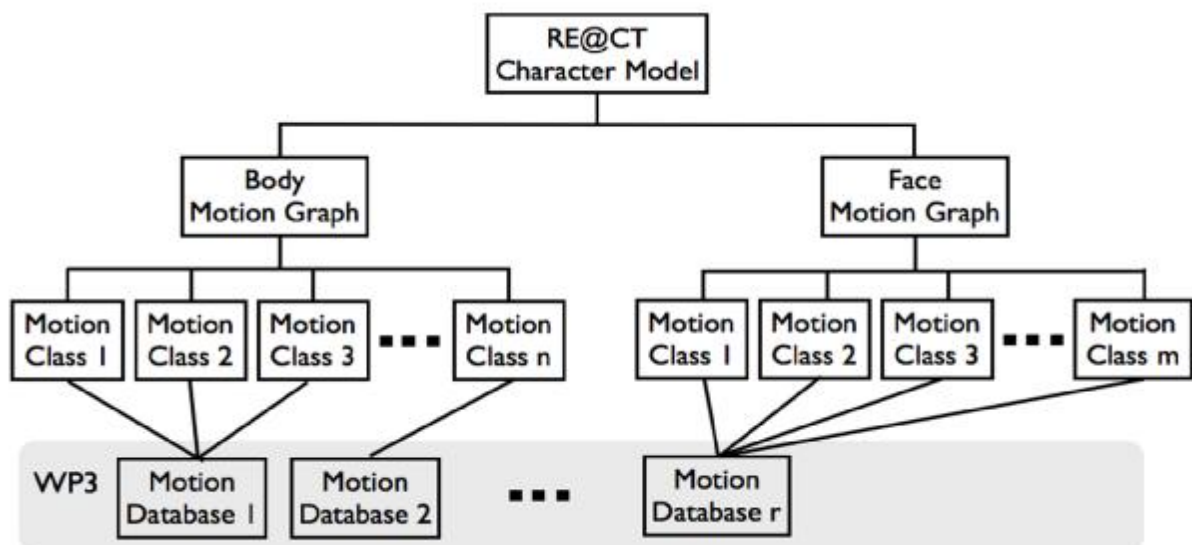 RE@CT
Character Model
Body
Motion Graph
Face
Motion Graph
Motion
Class 1
Motion
Class 2
Motion
Class 3
Motion
Class n
Motion
Class 1
Motion
Class 2
Motion
Class 3
Motion
Class m
WP3
Motion
Database 1
Motion
Database 2
Motion
Database r